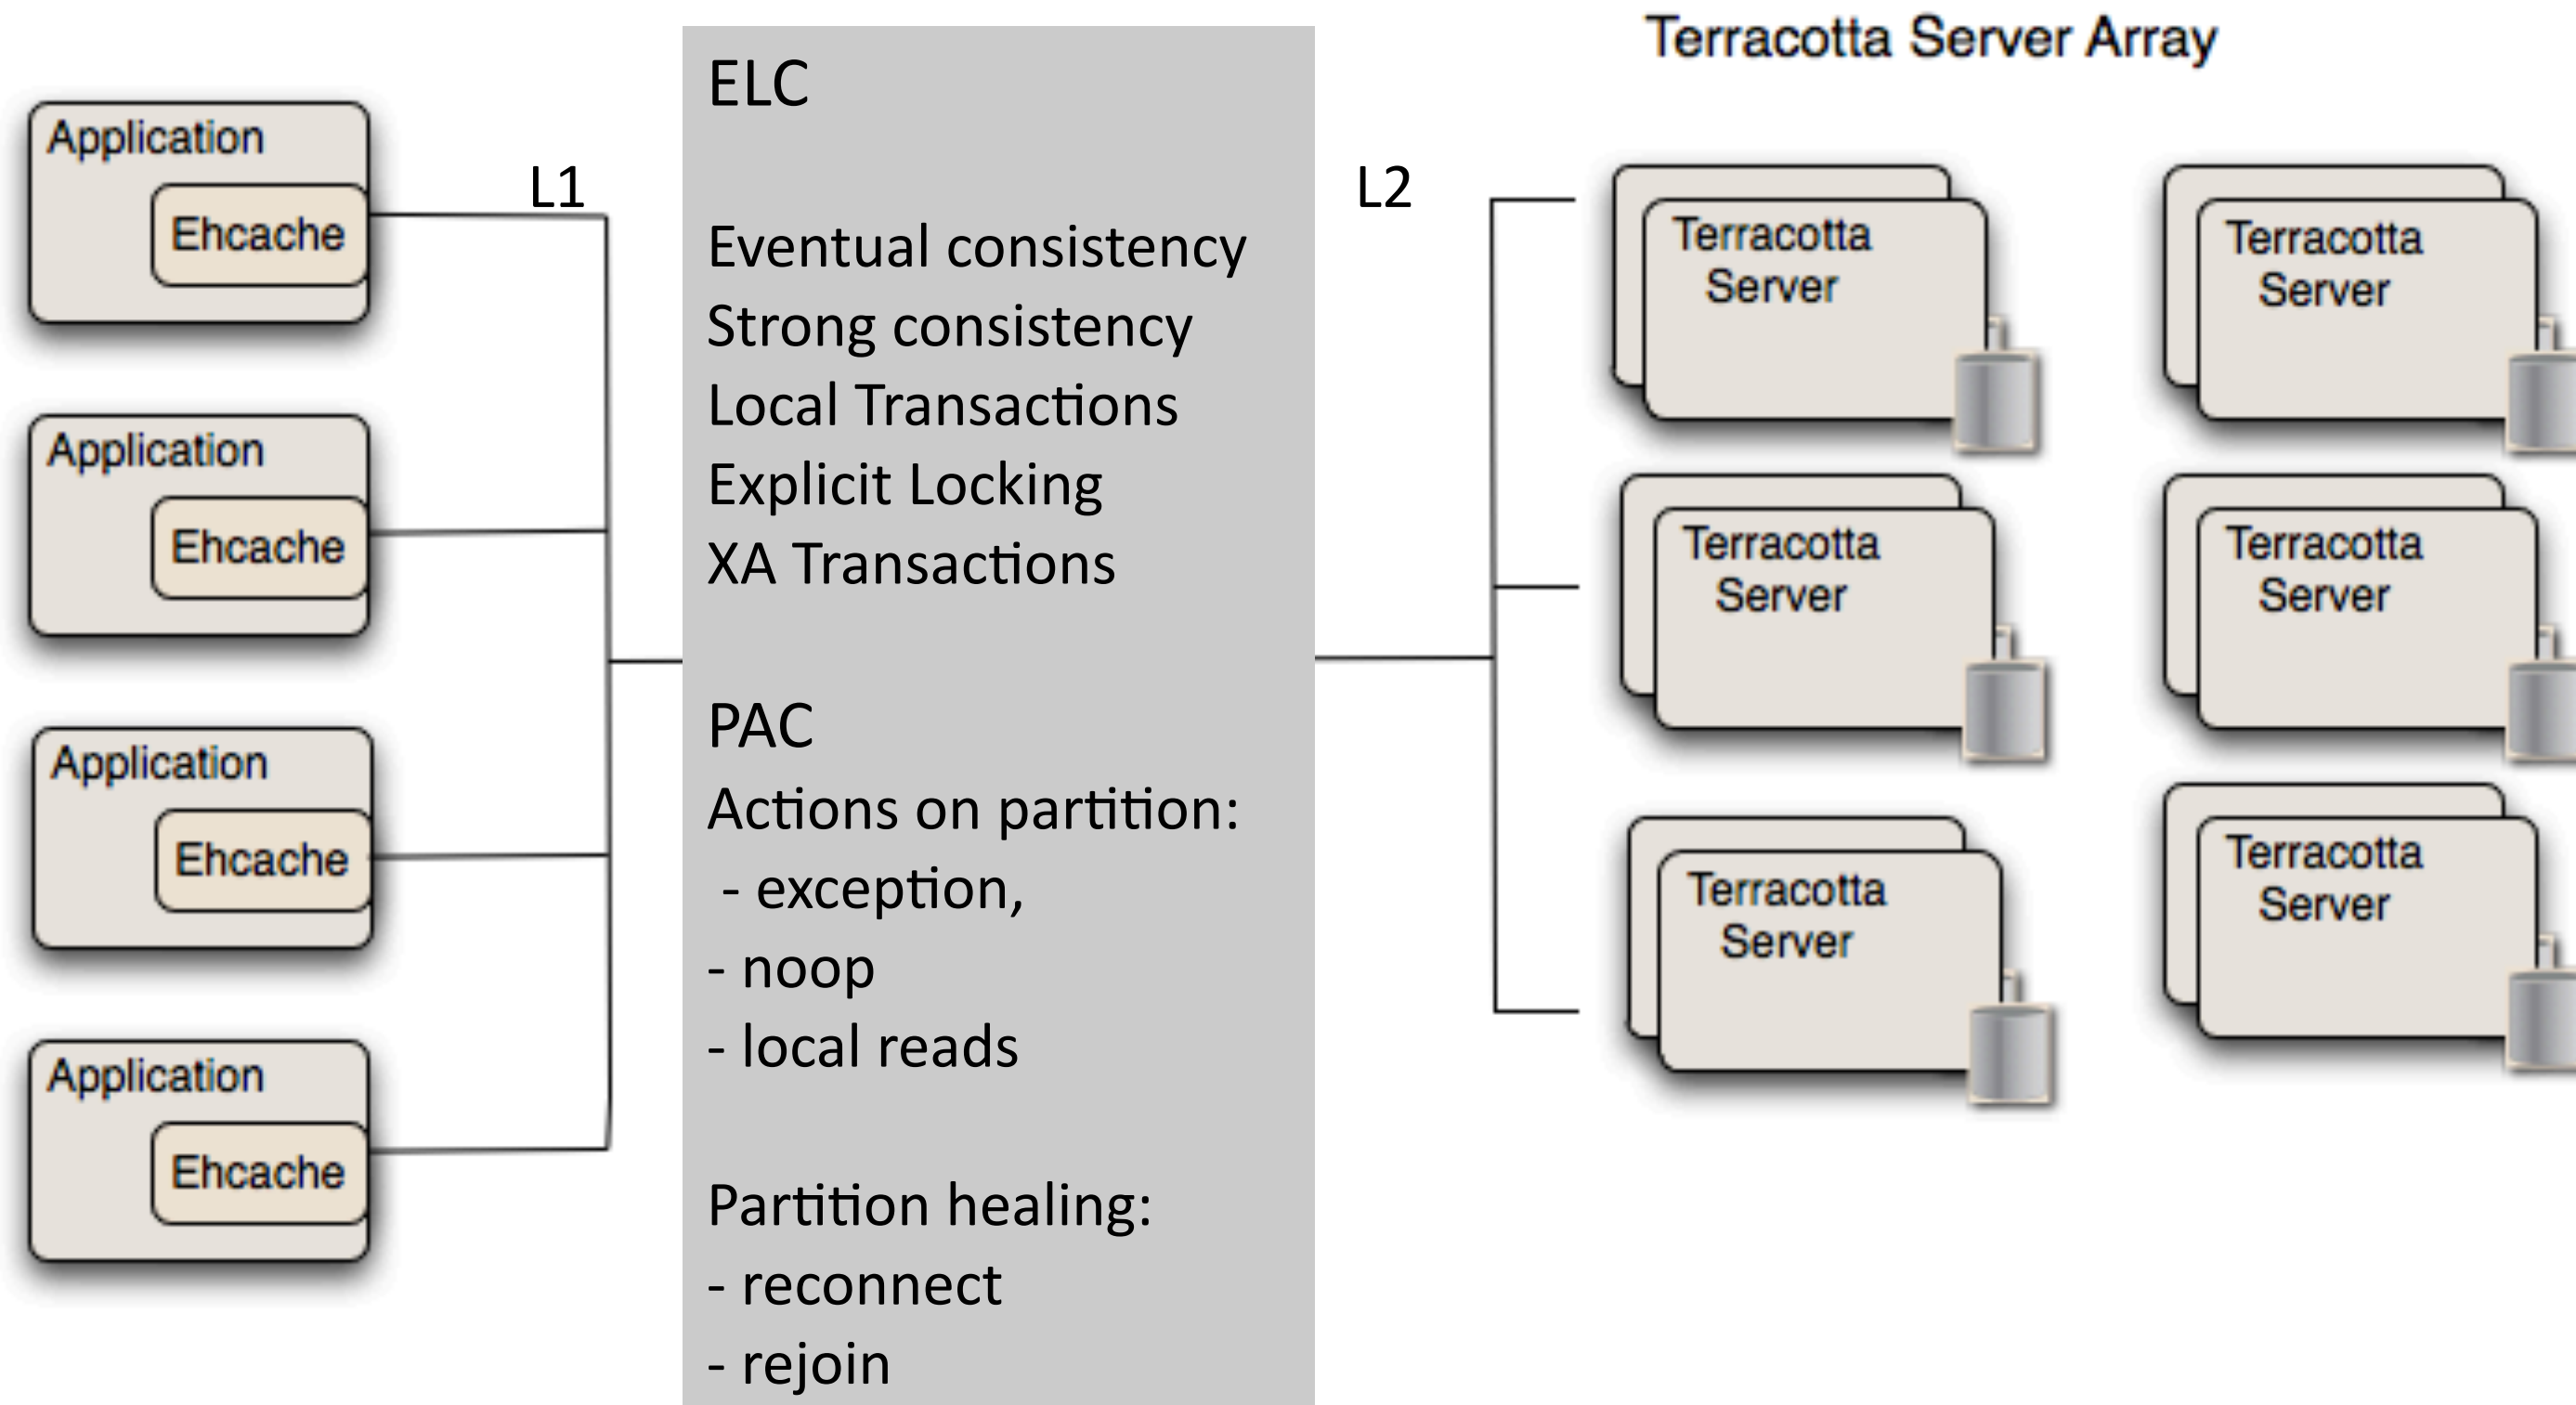 Application
Ehcache
Application
Ehcache
Application
Ehcache
Application
Ehcache
L1
ELC
Eventual consistency
Strong consistency
Local Transactions
Explicit Locking
XA Transactions
PAC
Actions on partition:
- exception,
- noop
- local reads
Partition healing:
- reconnect
- rejoin
L2
Terracotta Server Array
Terracotta
Server
Terracotta
Server
Terracotta
Server
Terracotta
Server
Terracotta
Server
Terracotta
Server